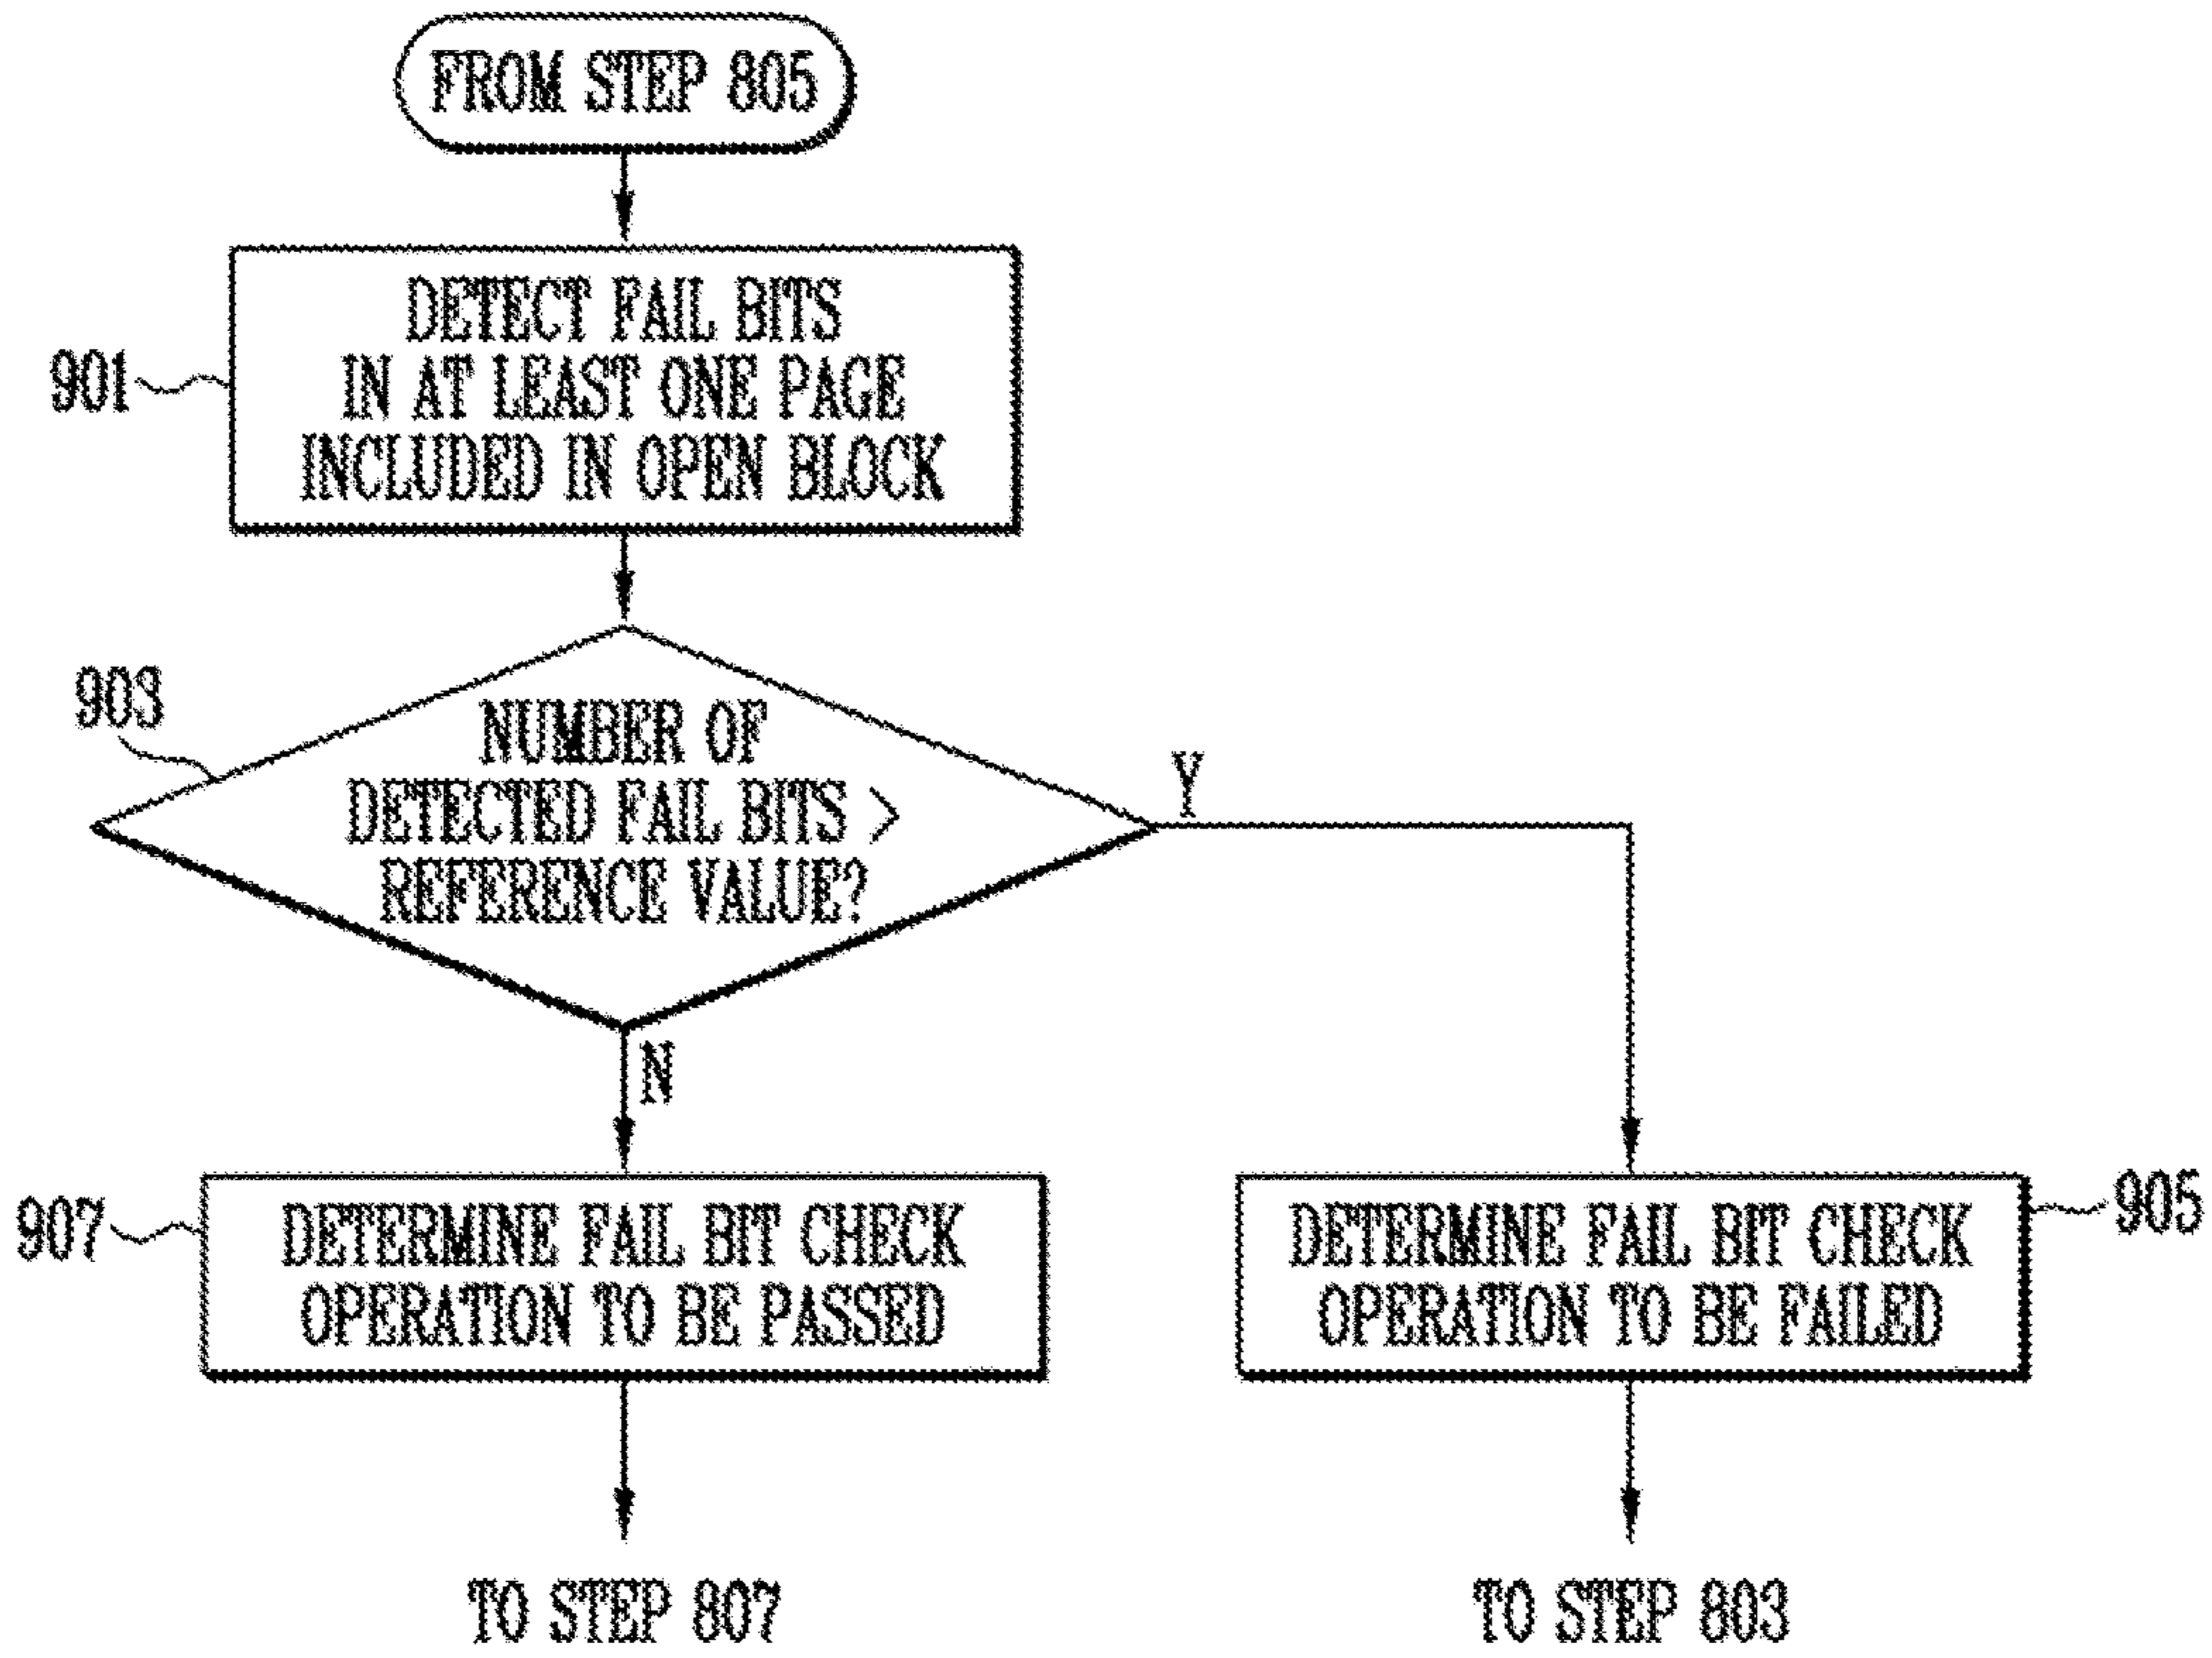 FROM STEP 805
DETECT FAIL BITS
IN AT LEAST ONE PAGE
INCLUDED IN OPEN BLOCK
901
903
NUMBER OF
DETECTED FAIL BITS >
REFERENCE VALUE?
Y
N
907
DETERMINE FAIL BIT CHECK
OPERATION TO BE PASSED
DETERMINE FAIL BIT CHECK
OPERATION TO BE FAILED
905
TO STEP 807
TO STEP 803